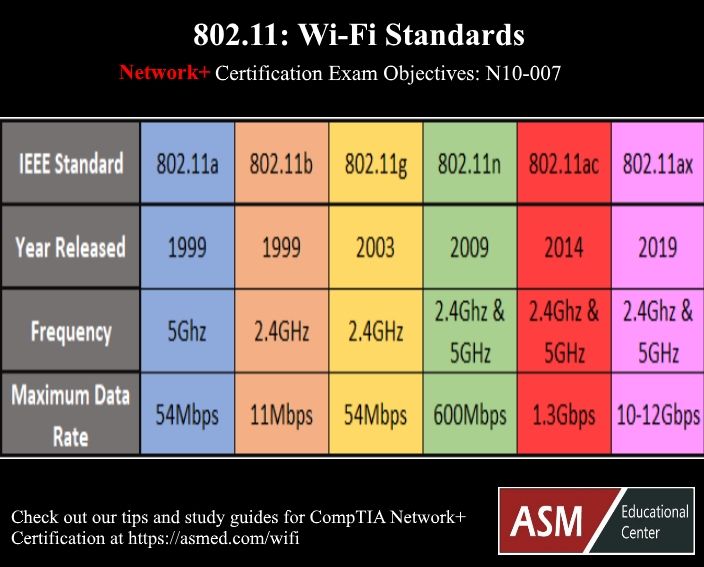 802.11: Wi-Fi Standards
Network+ Certification Exam Objectives: N10-007
IEEE Standard 802.11a 802.11b 802.11g 802.11n 802.11ac 802.11ax
Year Released 1999 1999 2003 2009 2014 2019
Frequency 5Ghz 2.4GHz 2.4GHz 2.4Ghz & 5GHz 2.4Ghz & 5GHz 2.4Ghz & 5GHz
Maximum Data Rate 54Mbps 11Mbps 54Mbps 600Mbps 1.3Gbps 10-12Gbps
Check out our tips and study guides for CompTIA Network+
Certification at https://asmed.com/wifi
ASM Educational
Center